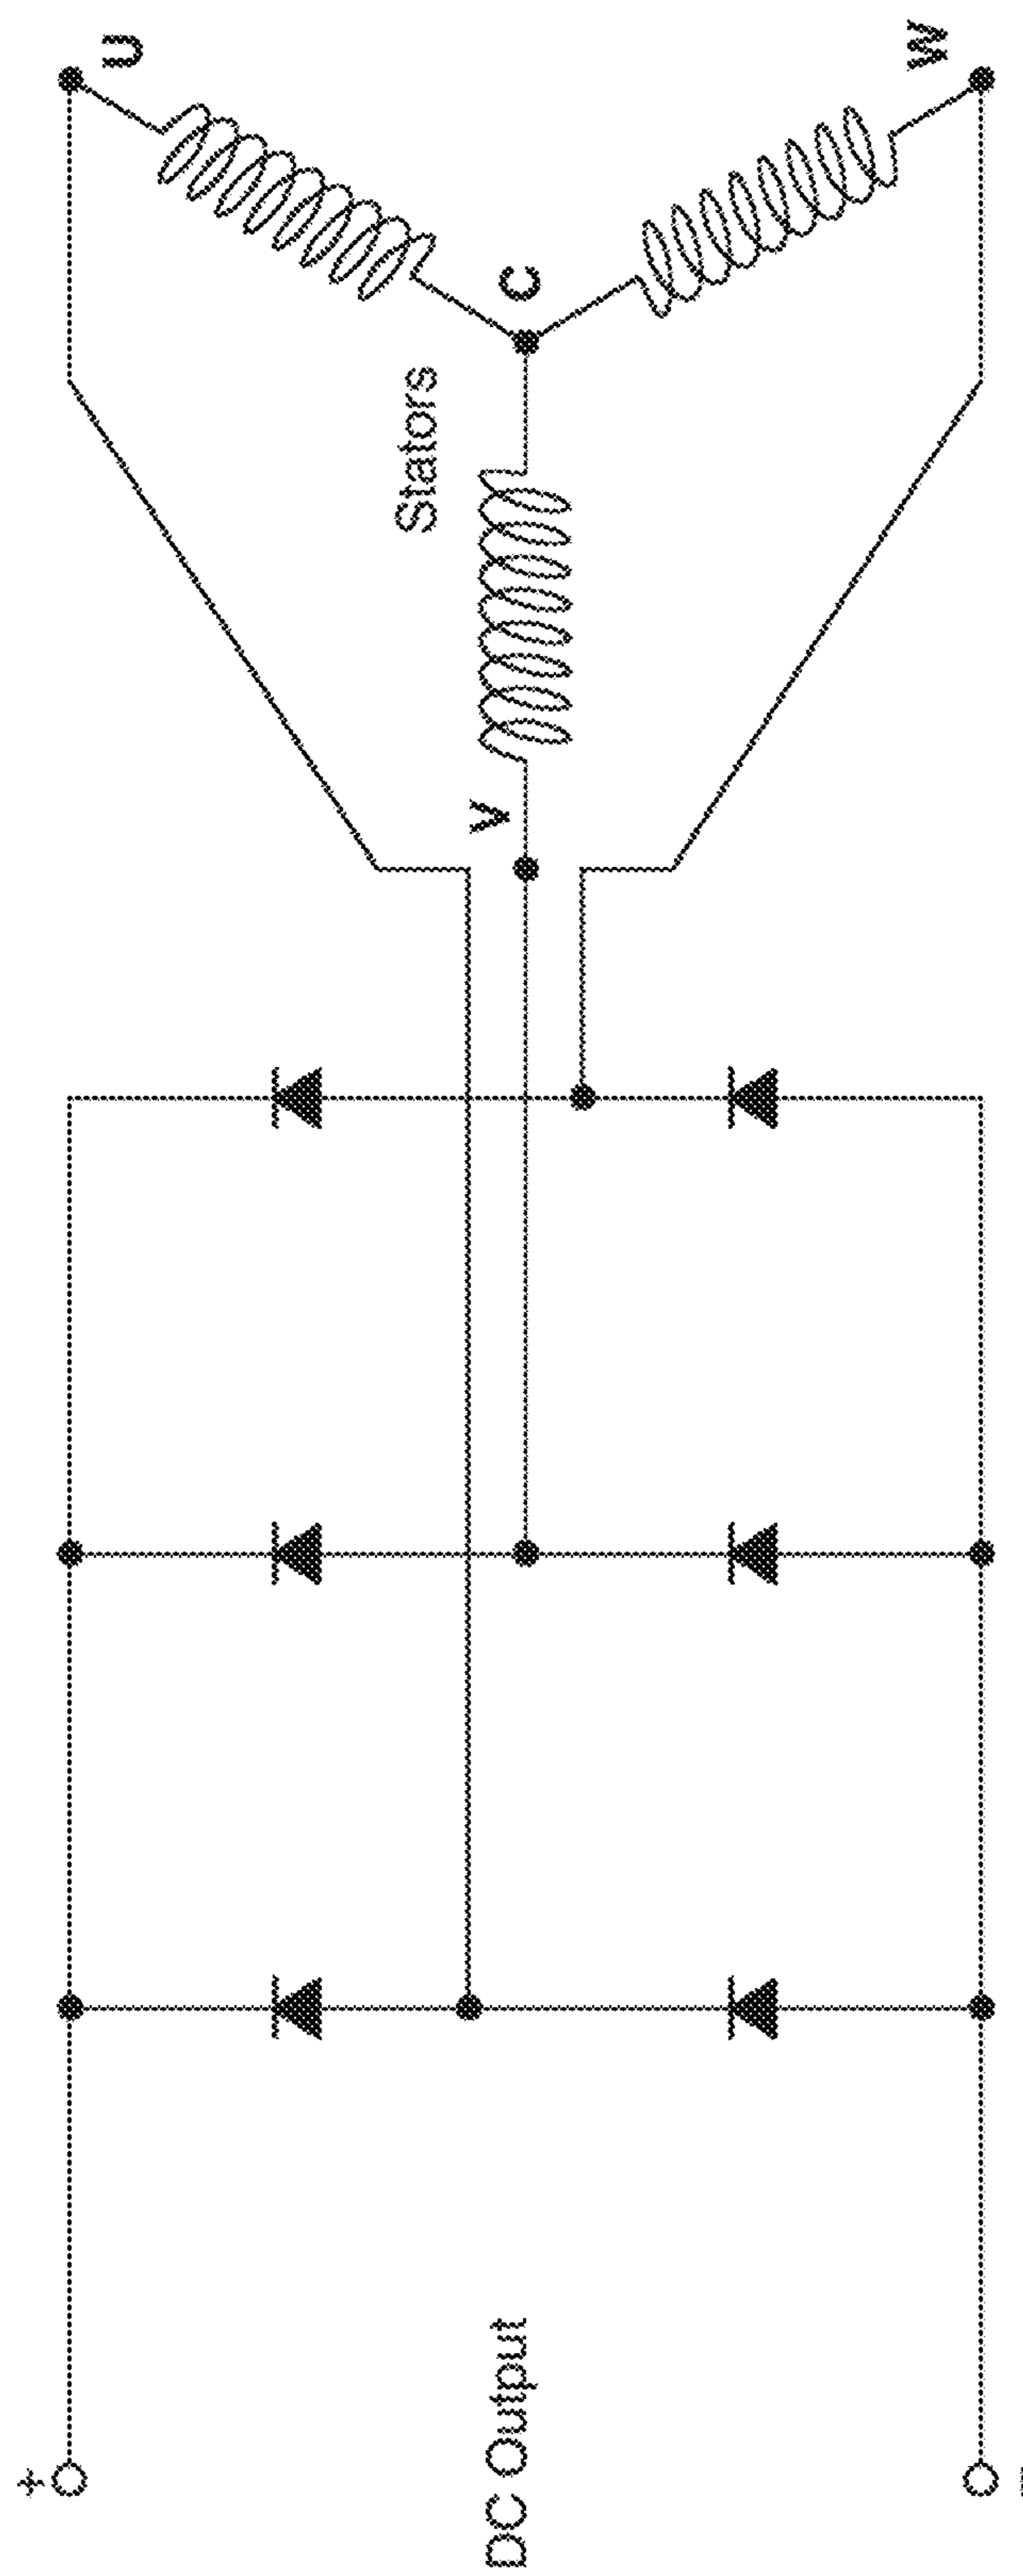 U
W
C
Stators
V
+
DC Output
-